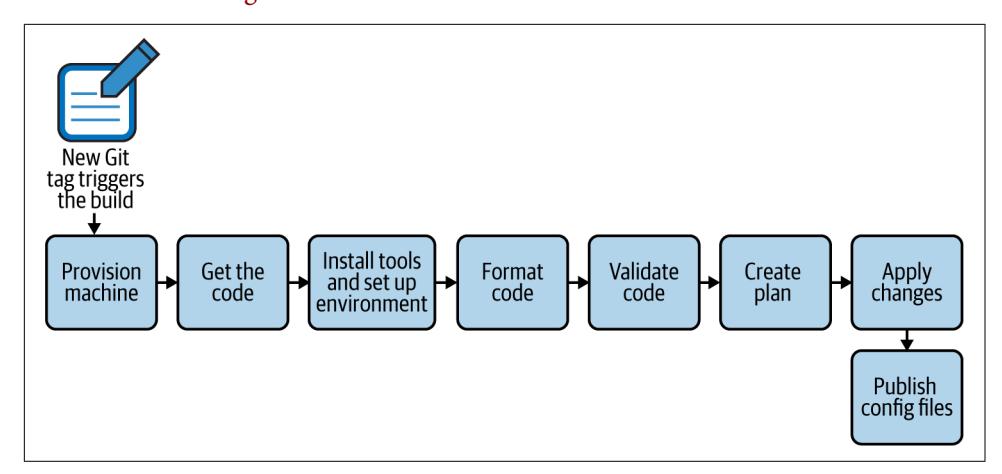 New Git
tag triggers
the build
Provision
machine
Get the
code
Install tools
and set up
environment
Format
code
Validate
code
Create
plan
Apply
changes
Publish
config files